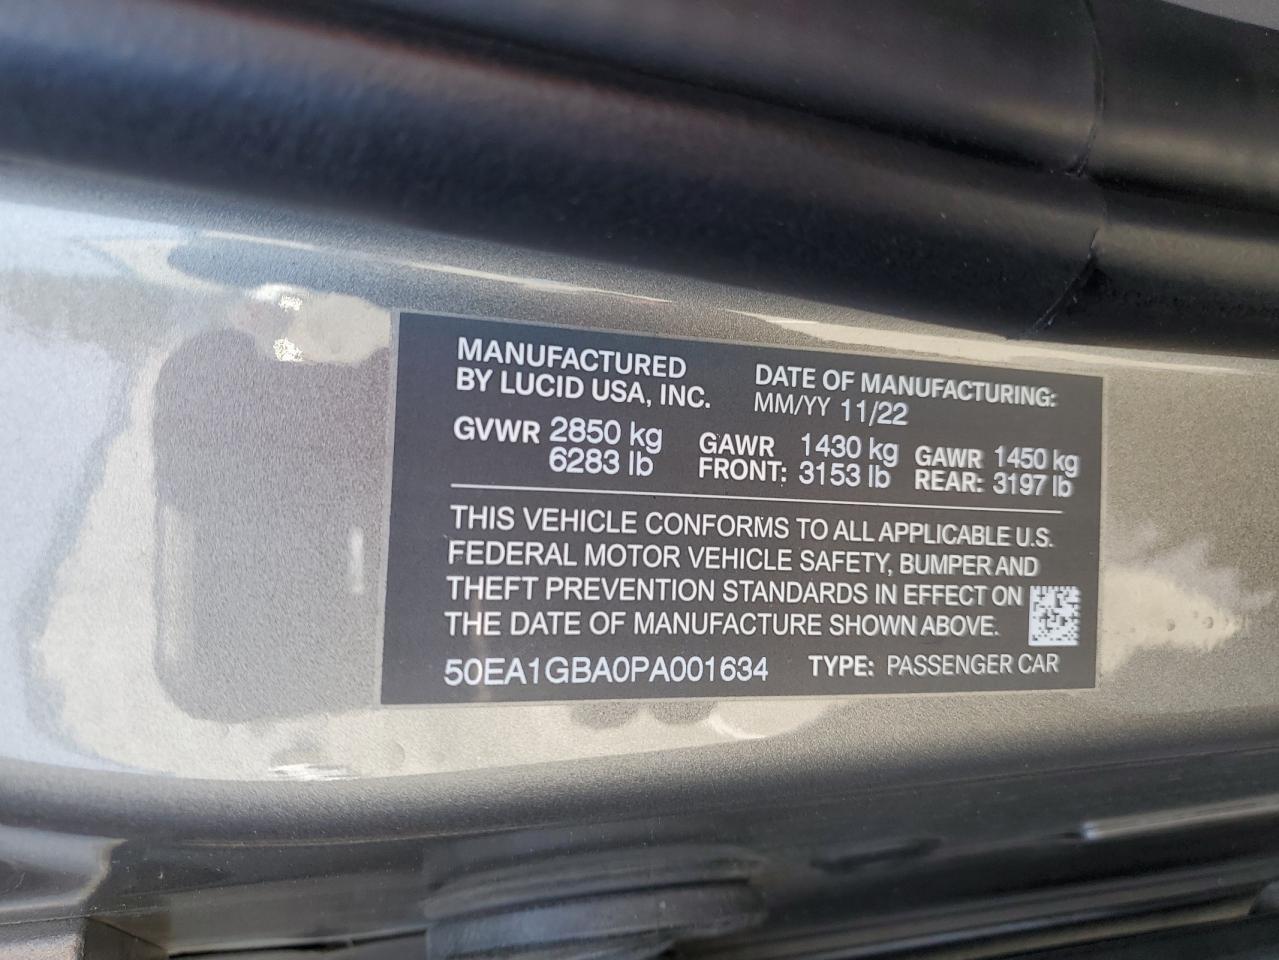 MANUFACTURED
BY LUCID USA, INC.
DATE OF MANUFACTURING:
MM/YY 11/22
GVWR 2850 kg
6283 lb
GAWR 1430 kg
FRONT: 3153 lb
GAWR 1450 kg
REAR: 3197 lb
THIS VEHICLE CONFORMS TO ALL APPLICABLE U.S.
FEDERAL MOTOR VEHICLE SAFETY, BUMPER AND
THEFT PREVENTION STANDARDS IN EFFECT ON
THE DATE OF MANUFACTURE SHOWN ABOVE.
50EA1GBA0PA001634 TYPE: PASSENGER CAR